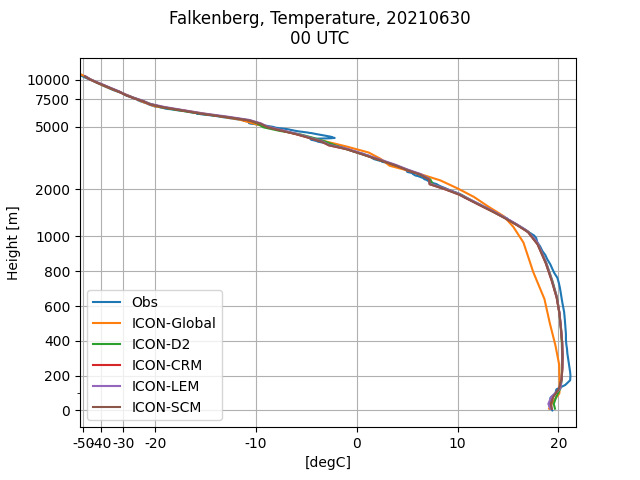 Falkenberg, Temperature, 20210630
00 UTC
10000
7500
5000
2000
1000
800
600
400
200
0
Height [m]
Obs
ICON-Global
ICON-D2
ICON-CRM
ICON-LEM
ICON-SCM
-50 -40 -30 -20 -10 0 10 20
[degC]